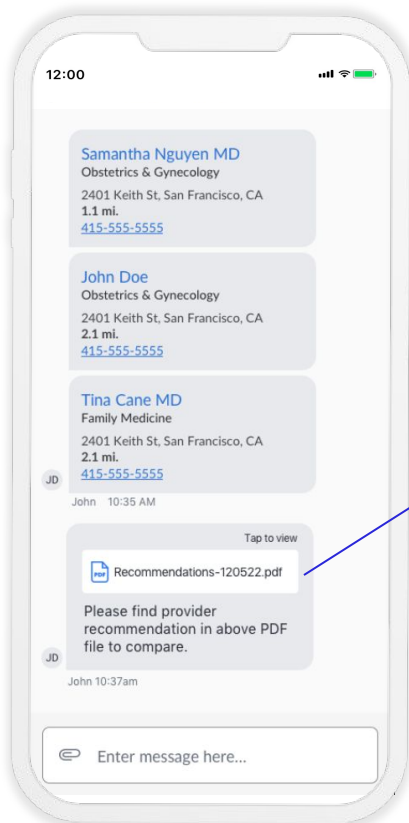 12:00
Samantha Nguyen MD
Obstetrics & Gynecology
2401 Keith St, San Francisco, CA
1.1 mi.
415-555-5555
John Doe
Obstetrics & Gynecology
2401 Keith St, San Francisco, CA
2.1 mi.
415-555-5555
Tina Cane MD
Family Medicine
2401 Keith St, San Francisco, CA
2.1 mi.
415-555-5555
JD
John 10:35 AM
Tap to view
PDF Recommendations-120522.pdf
Please find provider
recommendation in above PDF
file to compare.
JD
John 10:37am
Enter message here...